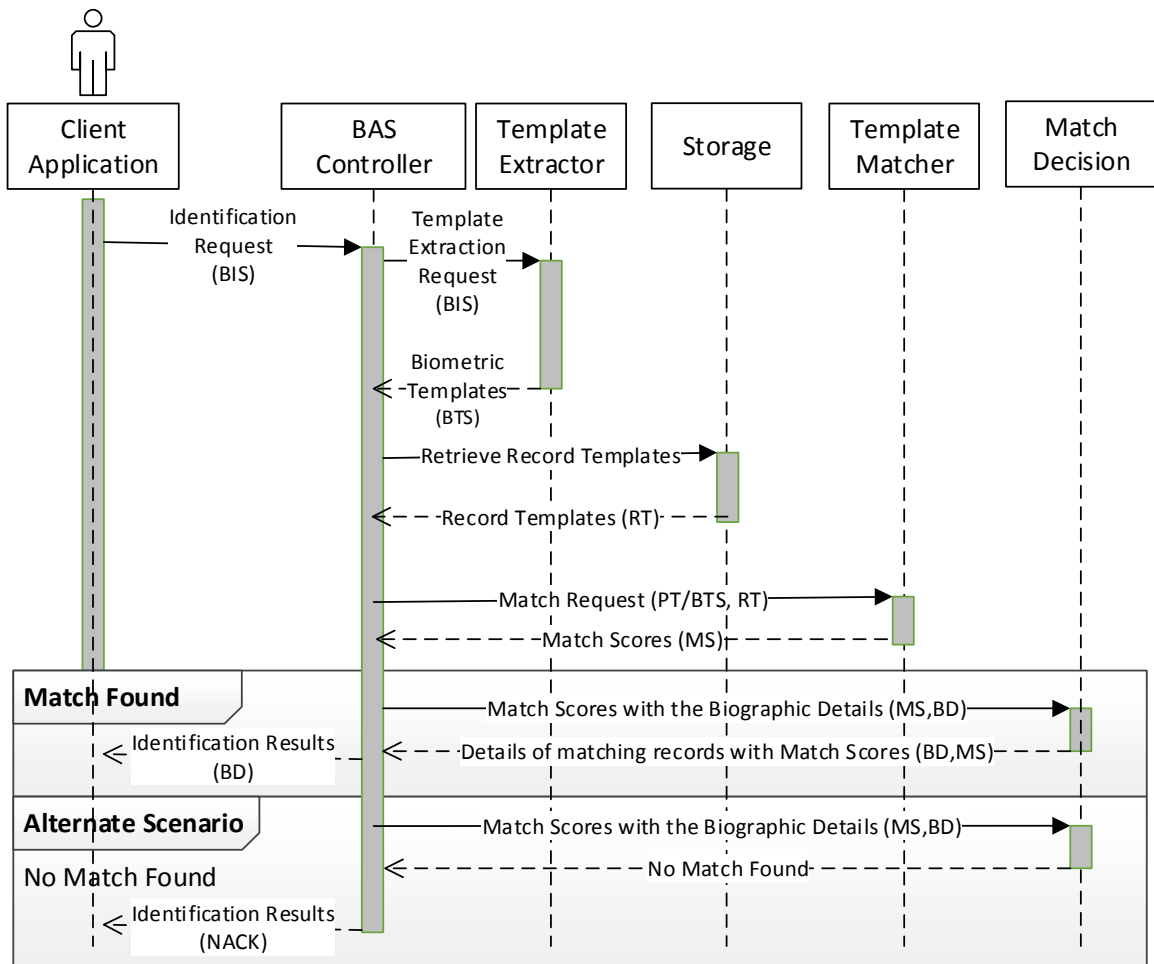 Client
Application
BAS
Controller
Template
Extractor
Storage
Template
Matcher
Match
Decision
Identification
Request
(BIS)
Template
Extraction
Request
(BIS)
Biometric
Templates
(BTS)
Retrieve Record Templates
Record Templates (RT)
Match Request (PT/BTS, RT)
Match Scores (MS)
Match Found
Match Scores with the Biographic Details (MS,BD)
Identification Results
(BD)
Details of matching records with Match Scores (BD,MS)
Alternate Scenario
Match Scores with the Biographic Details (MS,BD)
No Match Found
No Match Found
Identification Results
(NACK)